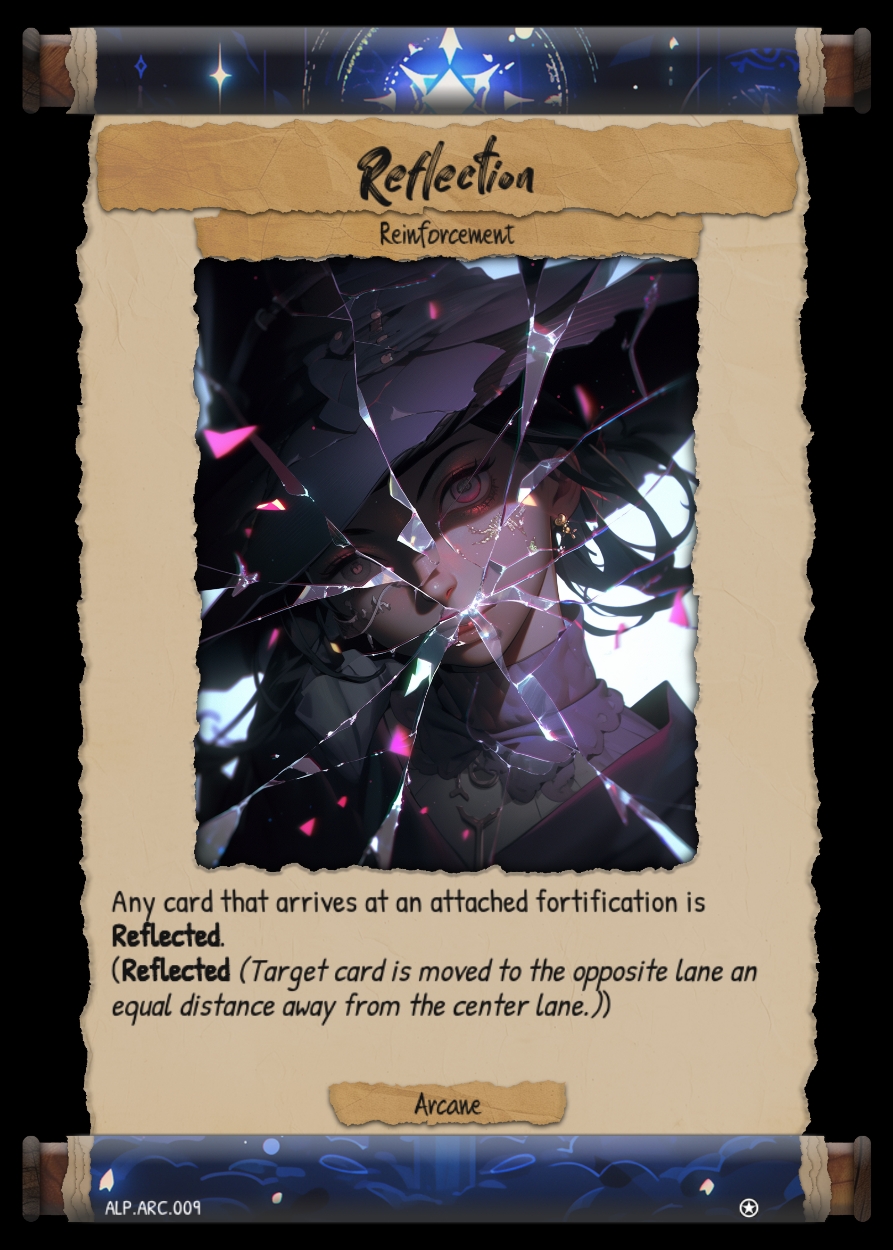 Reflection
Reinforcement
Any card that arrives at an attached fortification is
Reflected.
(Reflected (Target card is moved to the opposite lane an
equal distance away from the center lane.))
Arcane
ALP.ARC.009